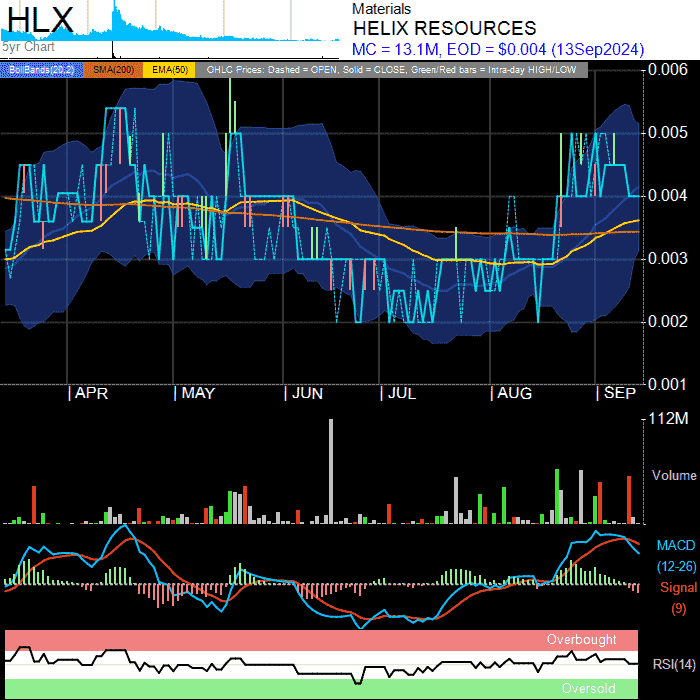 HLX
5yr Chart
Materials
HELIX RESOURCES
MC = 13.1M, EOD = $0.004 (13Sep2024)
BollBands(20,2) SMA(200) EMA(50) OHLC Prices: Dashed = OPEN, Solid = CLOSE, Green/Red bars = Intra-day HIGH/LOW
0.006
0.005
0.004
0.003
0.002
0.001
| APR | MAY | JUN | JUL | AUG | SEP
112M
Volume
MACD
(12-26)
Signal
(9)
Overbought
RSI(14)
Oversold